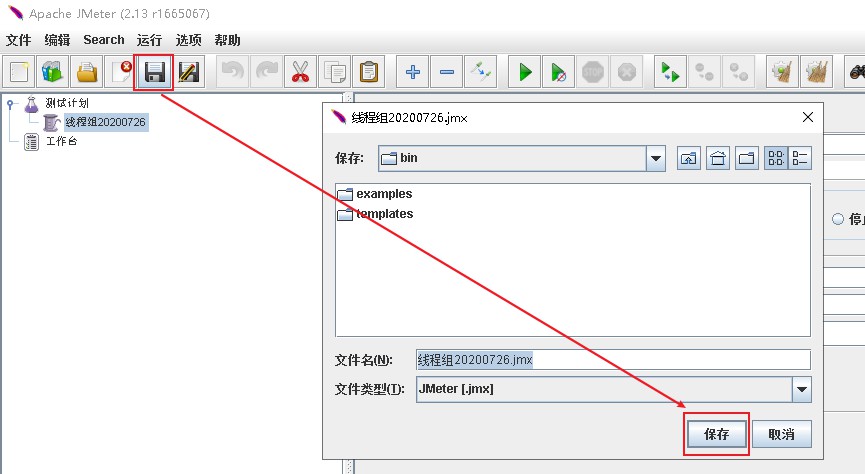 Apache JMeter (2.13 r1665067)
文件 编辑 Search 运行 选项 帮助
STOP
测试计划
线程组20200726
工作台
线程组20200726.jmx
保存: bin
examples
templates
停止
文件名(N): 线程组20200726.jmx
文件类型(T): JMeter [.jmx]
保存 取消